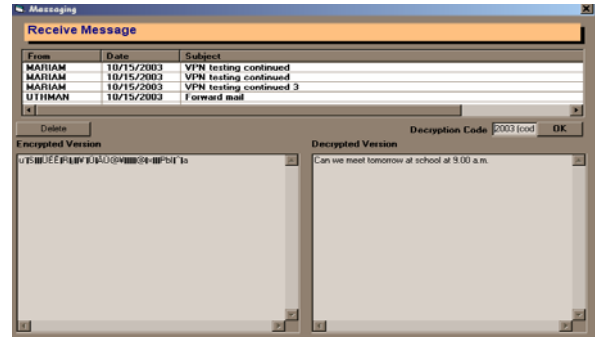 Messaging
Receive Message
From Date Subject
MARIAM 10/15/2003 VPN testing continued
MARIAM 10/15/2003 VPN testing continued
MARIAM 10/15/2003 VPN testing continued 3
UTHMAN 10/15/2003 Forward mail
Delete Decryption Code 2003 (cod OK
Encrypted Version Decrypted Version
Can we meet tomorrow at school at 9.00 a.m.